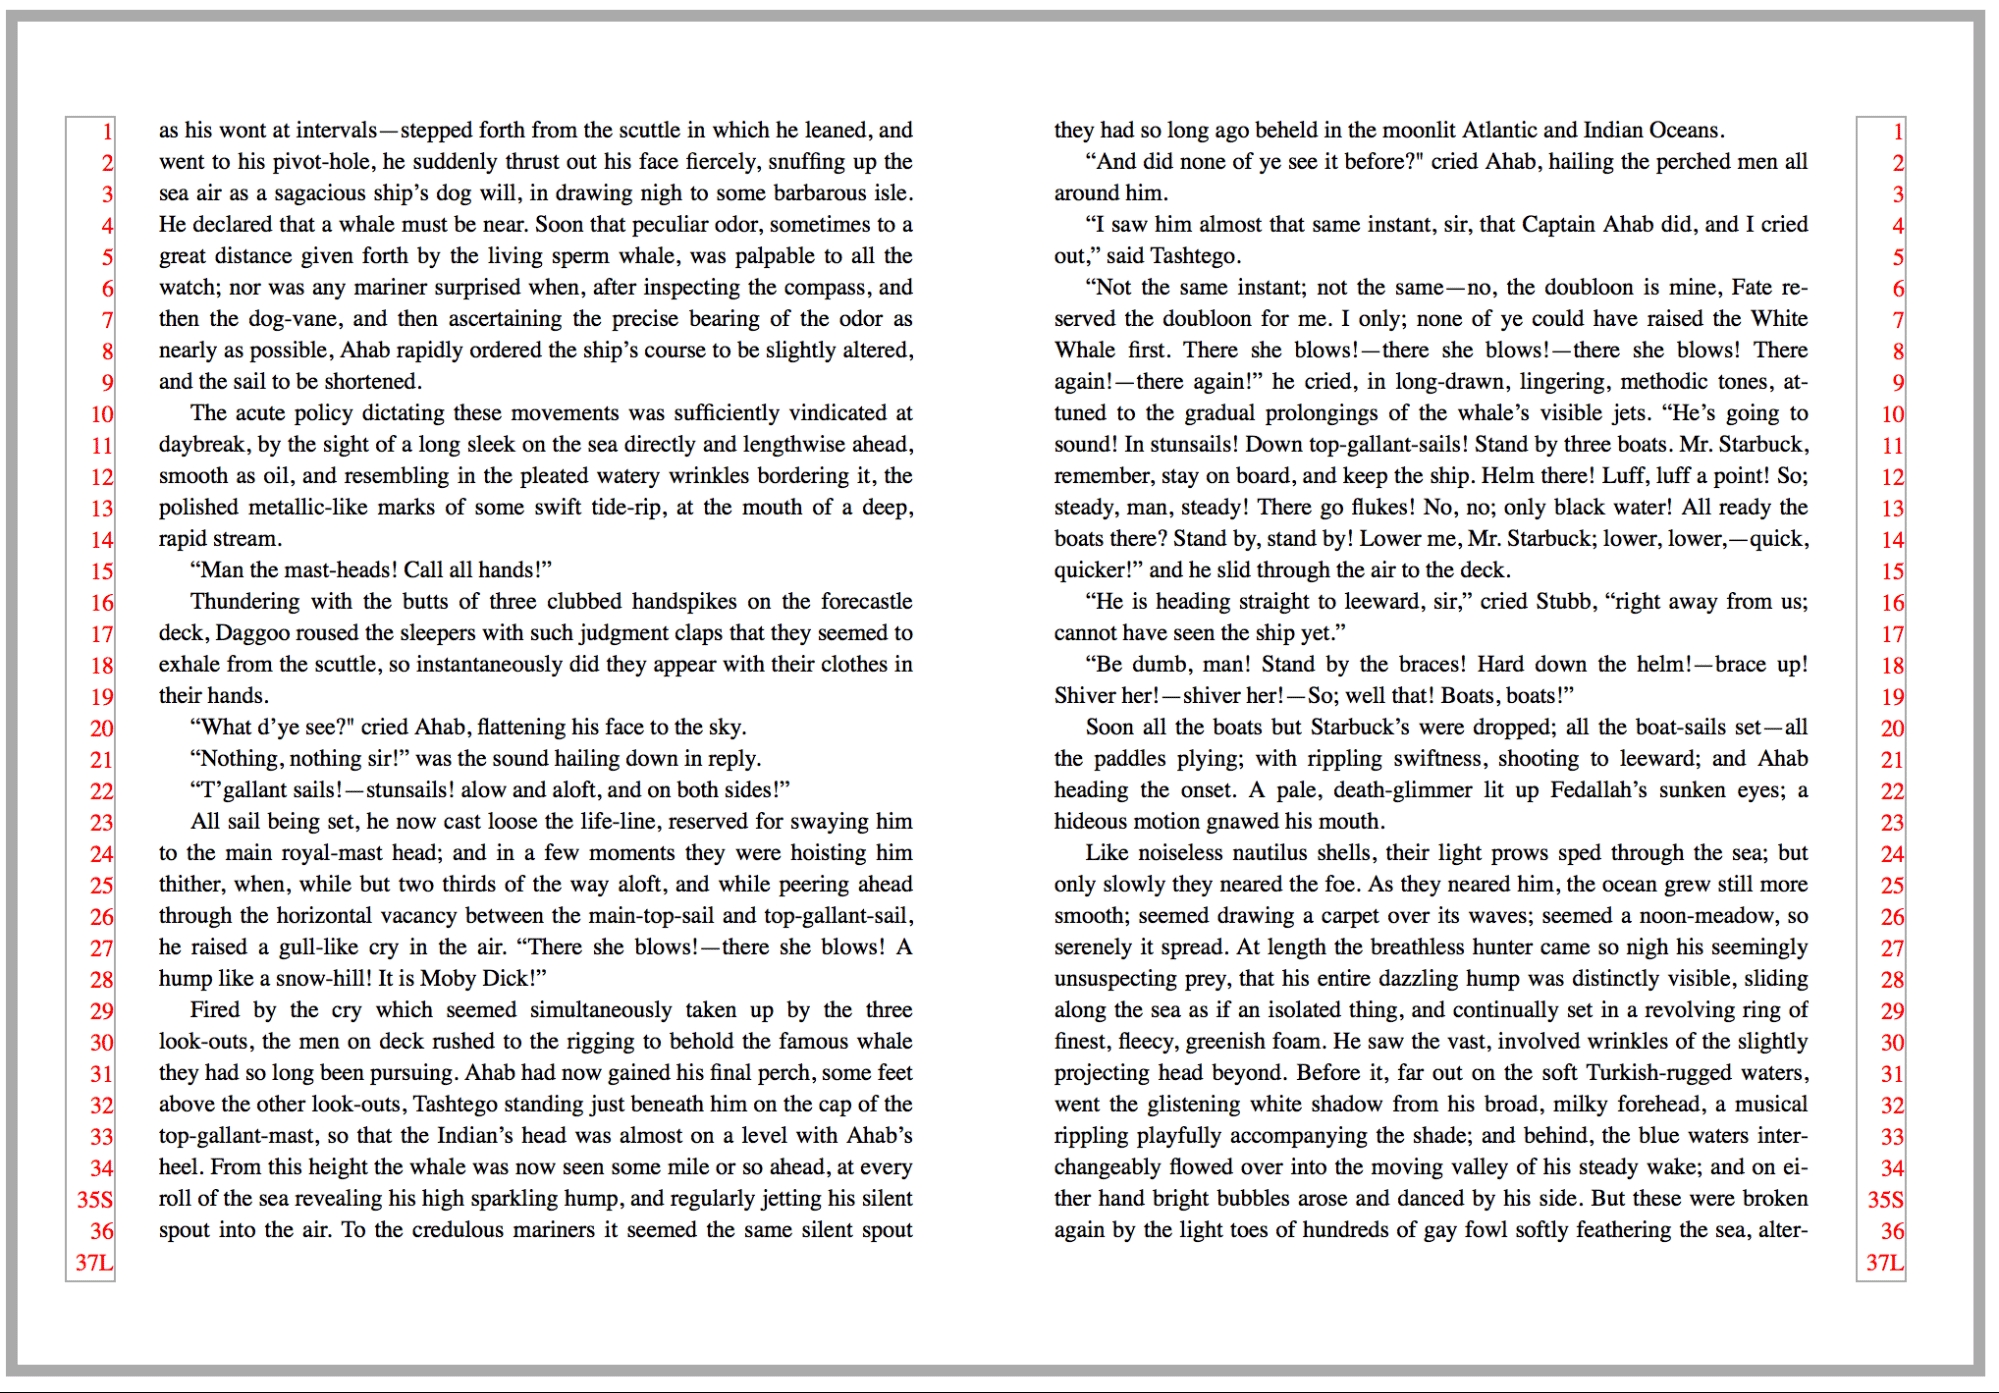 1 as his wont at intervals—stepped forth from the scuttle in which he leaned, and
2 went to his pivot-hole, he suddenly thrust out his face fiercely, snuffing up the
3 sea air as a sagacious ship’s dog will, in drawing nigh to some barbarous isle.
4 He declared that a whale must be near. Soon that peculiar odor, sometimes to a
5 great distance given forth by the living sperm whale, was palpable to all the
6 watch; nor was any mariner surprised when, after inspecting the compass, and
7 then the dog-vane, and then ascertaining the precise bearing of the odor as
8 nearly as possible, Ahab rapidly ordered the ship’s course to be slightly altered,
9 and the sail to be shortened.
10 The acute policy dictating these movements was sufficiently vindicated at
11 daybreak, by the sight of a long sleek on the sea directly and lengthwise ahead,
12 smooth as oil, and resembling in the pleated watery wrinkles bordering it, the
13 polished metallic-like marks of some swift tide-rip, at the mouth of a deep,
14 rapid stream.
15 “Man the mast-heads! Call all hands!”
16 Thundering with the butts of three clubbed handspikes on the forecastle
17 deck, Daggoo roused the sleepers with such judgment claps that they seemed to
18 exhale from the scuttle, so instantaneously did they appear with their clothes in
19 their hands.
20 “What d’ye see?" cried Ahab, flattening his face to the sky.
21 “Nothing, nothing sir!” was the sound hailing down in reply.
22 “T’gallant sails!—stunsails! alow and aloft, and on both sides!”
23 All sail being set, he now cast loose the life-line, reserved for swaying him
24 to the main royal-mast head; and in a few moments they were hoisting him
25 thither, when, while but two thirds of the way aloft, and while peering ahead
26 through the horizontal vacancy between the main-top-sail and top-gallant-sail,
27 he raised a gull-like cry in the air. “There she blows!—there she blows! A
28 hump like a snow-hill! It is Moby Dick!”
29 Fired by the cry which seemed simultaneously taken up by the three
30 look-outs, the men on deck rushed to the rigging to behold the famous whale
31 they had so long been pursuing. Ahab had now gained his final perch, some feet
32 above the other look-outs, Tashtego standing just beneath him on the cap of the
33 top-gallant-mast, so that the Indian’s head was almost on a level with Ahab’s
34 heel. From this height the whale was now seen some mile or so ahead, at every
35S roll of the sea revealing his high sparkling hump, and regularly jetting his silent
36 spout into the air. To the credulous mariners it seemed the same silent spout
37L
they had so long ago beheld in the moonlit Atlantic and Indian Oceans. 1
“And did none of ye see it before?" cried Ahab, hailing the perched men all 2
around him. 3
“I saw him almost that same instant, sir, that Captain Ahab did, and I cried 4
out,” said Tashtego. 5
“Not the same instant; not the same—no, the doubloon is mine, Fate re- 6
served the doubloon for me. I only; none of ye could have raised the White 7
Whale first. There she blows!—there she blows!—there she blows! There 8
again!—there again!” he cried, in long-drawn, lingering, methodic tones, at- 9
tuned to the gradual prolongings of the whale’s visible jets. “He’s going to 10
sound! In stunsails! Down top-gallant-sails! Stand by three boats. Mr. Starbuck, 11
remember, stay on board, and keep the ship. Helm there! Luff, luff a point! So; 12
steady, man, steady! There go flukes! No, no; only black water! All ready the 13
boats there? Stand by, stand by! Lower me, Mr. Starbuck; lower, lower,—quick, 14
quicker!” and he slid through the air to the deck. 15
“He is heading straight to leeward, sir,” cried Stubb, “right away from us; 16
cannot have seen the ship yet.” 17
“Be dumb, man! Stand by the braces! Hard down the helm!—brace up! 18
Shiver her!—shiver her!—So; well that! Boats, boats!” 19
Soon all the boats but Starbuck’s were dropped; all the boat-sails set—all 20
the paddles plying; with rippling swiftness, shooting to leeward; and Ahab 21
heading the onset. A pale, death-glimmer lit up Fedallah’s sunken eyes; a 22
hideous motion gnawed his mouth. 23
Like noiseless nautilus shells, their light prows sped through the sea; but 24
only slowly they neared the foe. As they neared him, the ocean grew still more 25
smooth; seemed drawing a carpet over its waves; seemed a noon-meadow, so 26
serenely it spread. At length the breathless hunter came so nigh his seemingly 27
unsuspecting prey, that his entire dazzling hump was distinctly visible, sliding 28
along the sea as if an isolated thing, and continually set in a revolving ring of 29
finest, fleecy, greenish foam. He saw the vast, involved wrinkles of the slightly 30
projecting head beyond. Before it, far out on the soft Turkish-rugged waters, 31
went the glistening white shadow from his broad, milky forehead, a musical 32
rippling playfully accompanying the shade; and behind, the blue waters inter- 33
changeably flowed over into the moving valley of his steady wake; and on ei- 34
ther hand bright bubbles arose and danced by his side. But these were broken 35S
again by the light toes of hundreds of gay fowl softly feathering the sea, alter- 36
37L